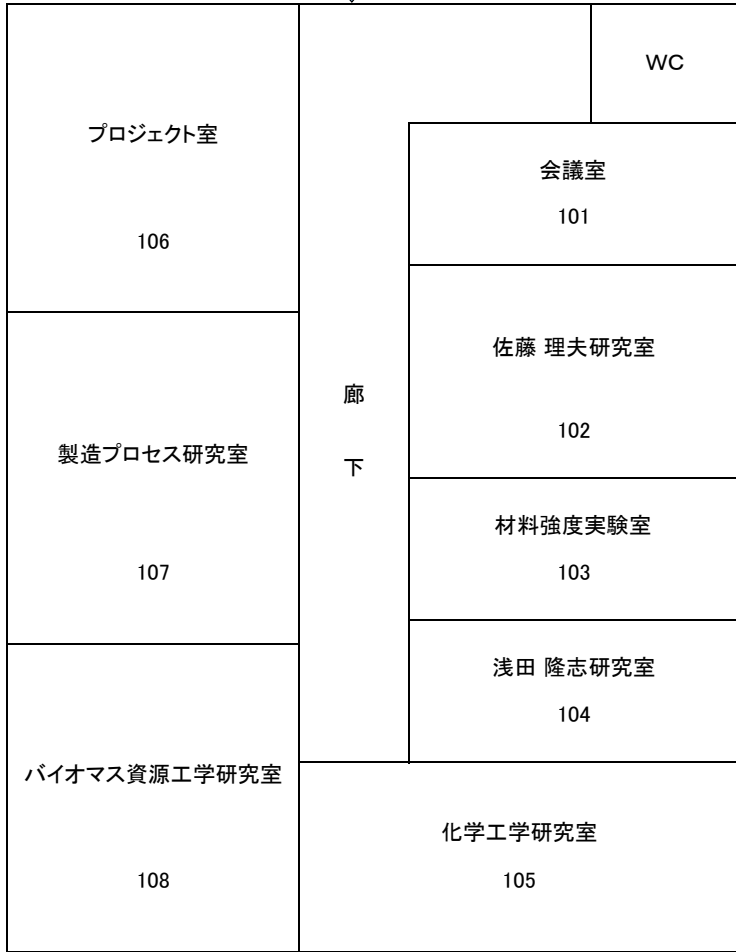 WC
プロジェクト室
106
会議室
101
佐藤 理夫研究室
102
廊
下
製造プロセス研究室
107
材料強度実験室
103
浅田 隆志研究室
104
バイオマス資源工学研究室
108
化学工学研究室
105